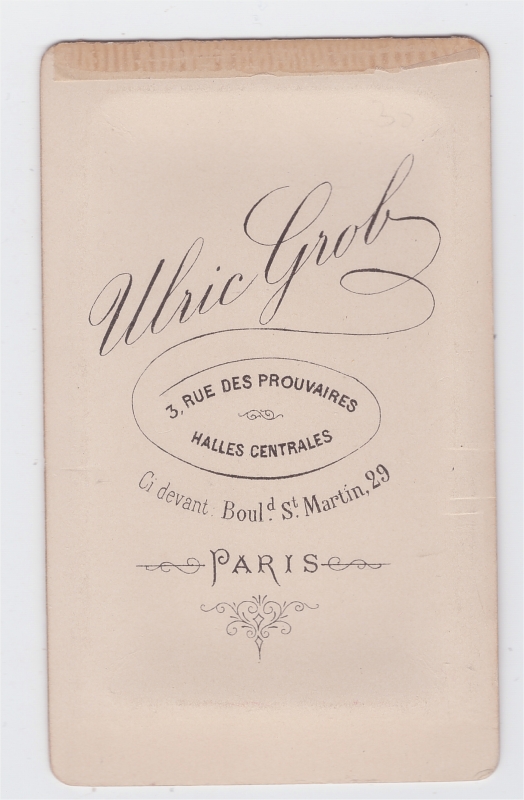 Ulric Grob
3, RUE DES PROUVAIRES
HALLES CENTRALES
Ci devant: Boul.d S.t Martin, 29
PARIS